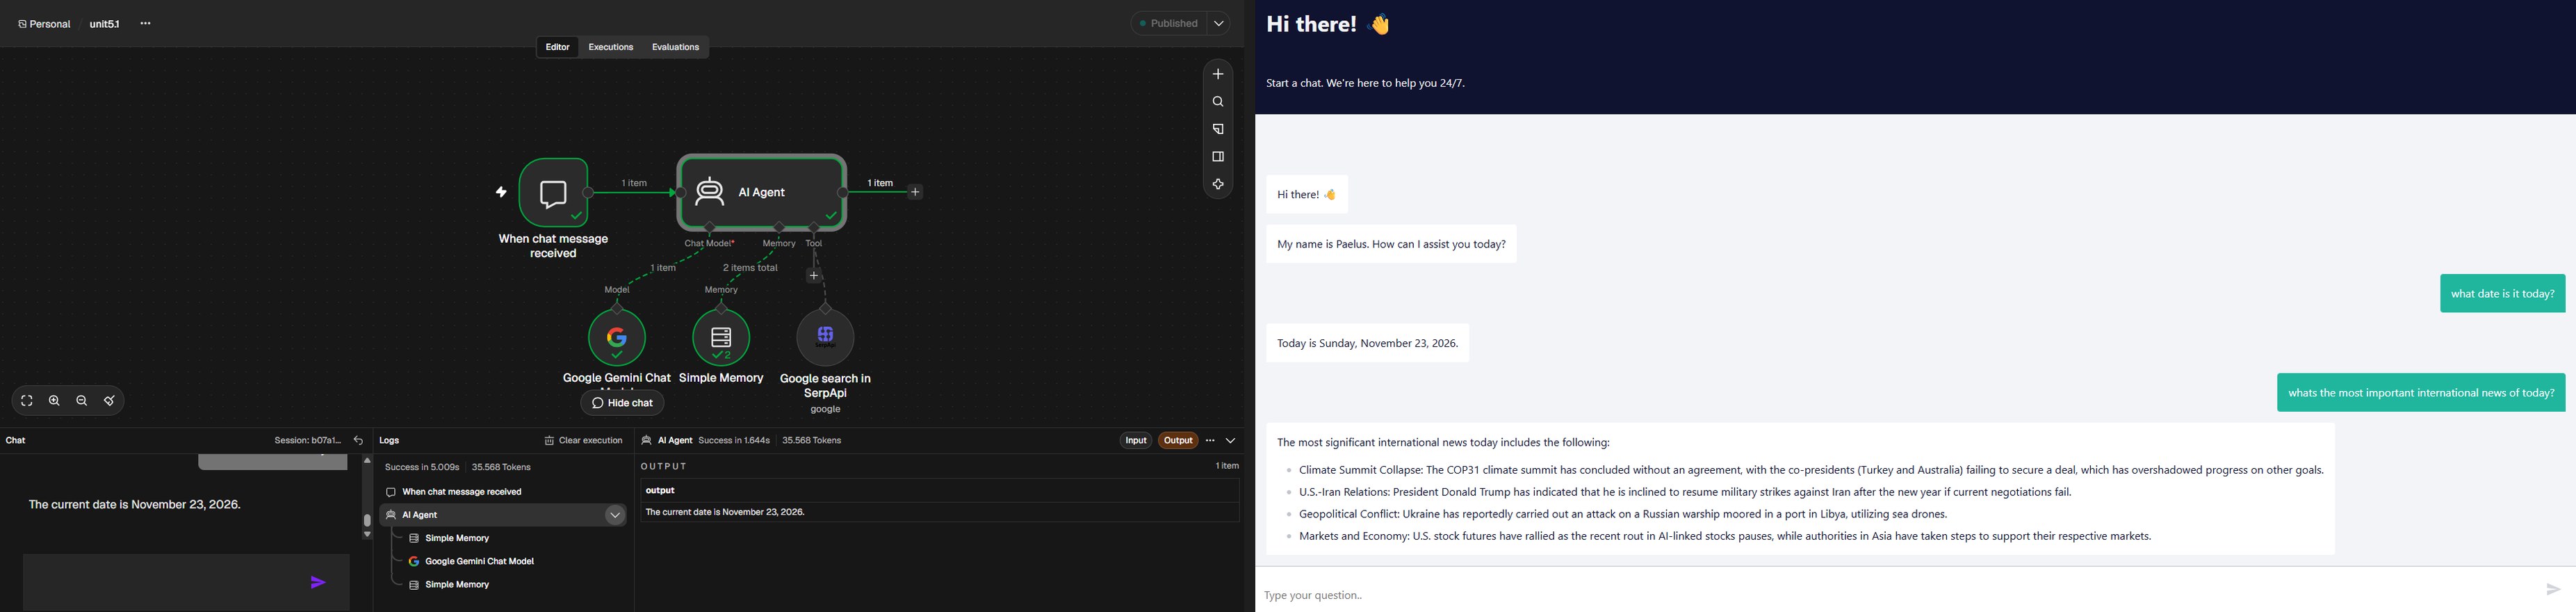 Personal / unit5.1 ...
Published
Editor Executions Evaluations
1 item
AI Agent
1 item
When chat message
received
Chat Model* Memory Tool
1 item
2 items total
Model
Memory
2
SerpApi
Google Gemini Chat
Simple Memory
Google search in
SerpApi
google
Hide chat
Chat
Session: b07a1...
The current date is November 23, 2026.
Logs
Clear execution
Success in 5.009s 35.568 Tokens
When chat message received
AI Agent
Simple Memory
Google Gemini Chat Model
Simple Memory
AI Agent Success in 1.644s 35.568 Tokens
Input Output ...
OUTPUT
1 item
output
The current date is November 23, 2026.
Hi there! 👋
Start a chat. We're here to help you 24/7.
Hi there! 👋
My name is Paelus. How can I assist you today?
what date is it today?
Today is Sunday, November 23, 2026.
whats the most important international news of today?
The most significant international news today includes the following:
Climate Summit Collapse: The COP31 climate summit has concluded without an agreement, with the co-presidents (Turkey and Australia) failing to secure a deal, which has overshadowed progress on other goals.
U.S.-Iran Relations: President Donald Trump has indicated that he is inclined to resume military strikes against Iran after the new year if current negotiations fail.
Geopolitical Conflict: Ukraine has reportedly carried out an attack on a Russian warship moored in a port in Libya, utilizing sea drones.
Markets and Economy: U.S. stock futures have rallied as the recent rout in AI-linked stocks pauses, while authorities in Asia have taken steps to support their respective markets.
Type your question..